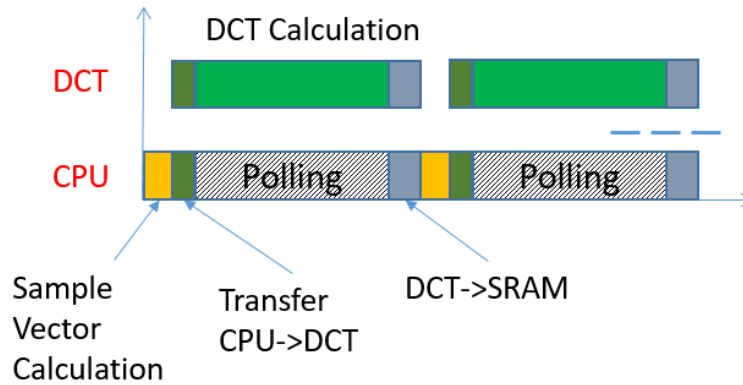 DCT Calculation
DCT
CPU
Polling
Polling
Sample
Vector
Calculation
Transfer
CPU->DCT
DCT->SRAM